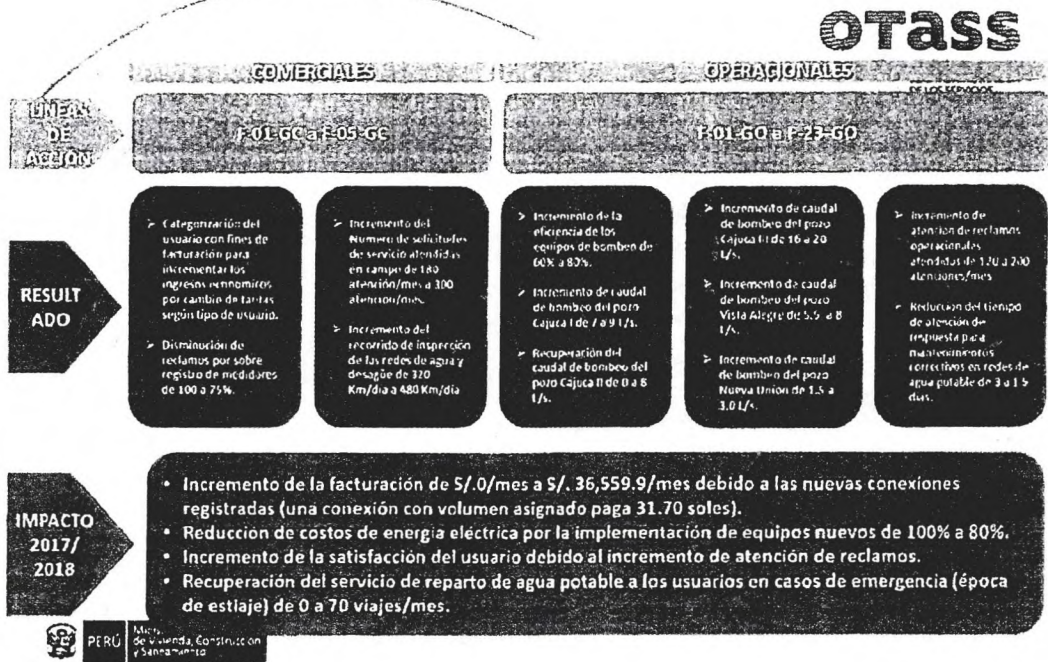 OTass
DE LOS SERVICIOS
COMERCIALES
OPERACIONALES
LINEAS
DE
ACCIÓN
F-01-GC a F-05-GC
F-01-GO a F-23-GO
RESULT
ADO
➢ Categorización del
usuario con fines de
facturación para
incrementar los
ingresos economicos
por cambio de tarifas
según tipo de usuario.
➢ Disminución de
reclamos por sobre
registro de medidores
de 100 a 75%.
➢ Incremento del
Numero de solicitudes
de servicio atendidas
en campo de 180
atención/mes a 300
atención/mes.
➢ Incremento del
recorrido de inspección
de las redes de agua y
desagüe de 320
Km/día a 480 Km/día
➢ Incremento de la
eficiencia de los
equipos de bombeo de
60% a 80%.
➢ Incremento de caudal
de bombeo del pozo
Cajuca I de 7 a 9 L/s.
➢ Recuperación del
caudal de bombeo del
pozo Cajuca II de 0 a 8
L/s.
➢ Incremento de caudal
de bombeo del pozo
Cajuca III de 16 a 20
L/s.
➢ Incremento de caudal
de bombeo del pozo
Vista Alegre de 5.5 a 8
L/s.
➢ Incremento de caudal
de bombeo del pozo
Nueva Union de 1.5 a
3.0 L/s.
➢ Incremento de
atención de reclamos
operacionales
atendidas de 120 a 200
atenciones/mes
➢ Reducción del tiempo
de atención de
respuesta para
mantenimientos
correctivos en redes de
agua potable de 3 a 1.5
dias.
IMPACTO
2017/
2018
• Incremento de la facturación de S/.0/mes a S/. 36,559.9/mes debido a las nuevas conexiones
registradas (una conexión con volumen asignado paga 31.70 soles).
• Reducción de costos de energía eléctrica por la implementación de equipos nuevos de 100% a 80%.
• Incremento de la satisfacción del usuario debido al incremento de atención de reclamos.
• Recuperación del servicio de reparto de agua potable a los usuarios en casos de emergencia (época
de estiaje) de 0 a 70 viajes/mes.
PERÚ
de Vivienda, Construcción
y Saneamiento